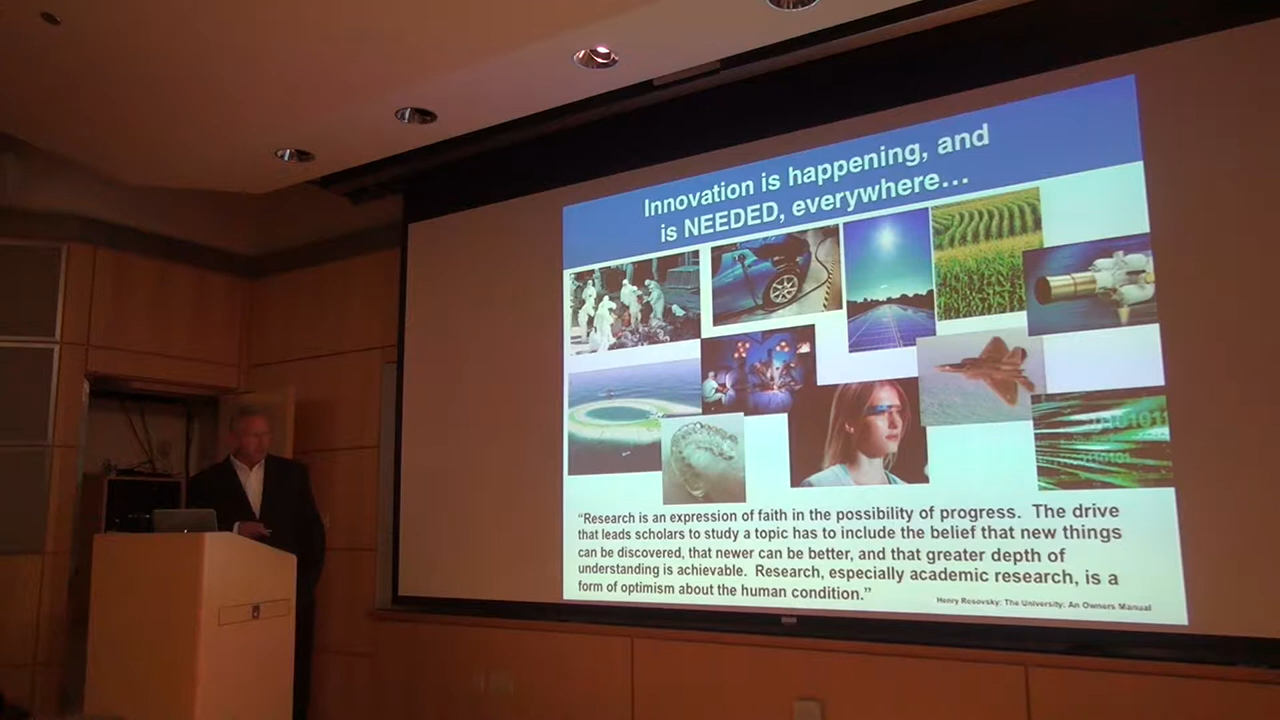 Innovation is happening, and
is NEEDED, everywhere…
01011
010101
“Research is an expression of faith in the possibility of progress.  The drive
that leads scholars to study a topic has to include the belief that new things
can be discovered, that newer can be better, and that greater depth of
understanding is achievable.  Research, especially academic research, is a
form of optimism about the human condition.”
Henry Rosovsky: The University: An Owners Manual